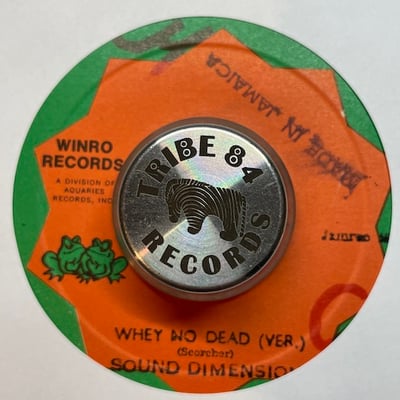 WINRO
RECORDS
A DIVISION OF
AQUARIES
RECORDS, INC
MADE IN JAMAICA
TRIBE 84
RECORDS
WHEY NO DEAD (VER.)
(Scorcher)
SOUND DIMENSION